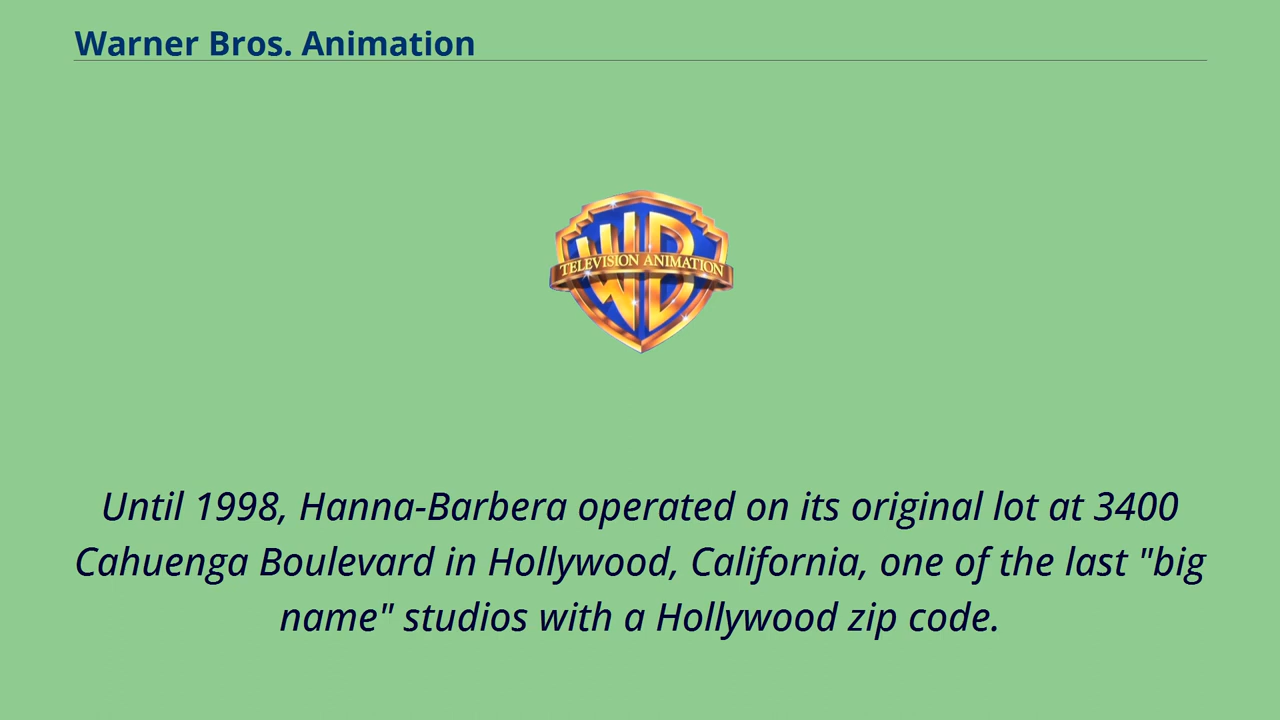 Warner Bros. Animation
WB
TELEVISION ANIMATION
Until 1998, Hanna-Barbera operated on its original lot at 3400
Cahuenga Boulevard in Hollywood, California, one of the last "big
name" studios with a Hollywood zip code.